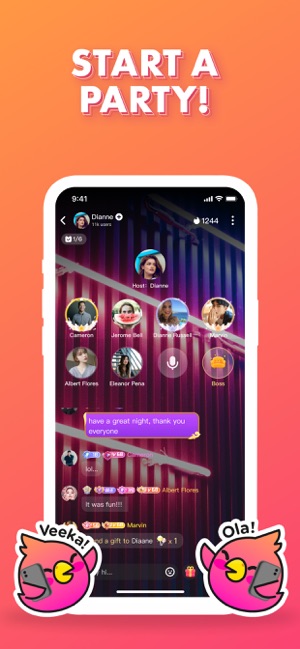 START A
PARTY!
9:41
Dianne
11k users
1244
1/6
Host: Dianne
Cameron
Jerome Bell
Dianne Russell
Marvin
Albert Flores
Eleanor Pena
Boss
have a great night, thank you
everyone
Cameron
lol...
Albert Flores
It was fun!!!
Marvin
nd a gift to Diaane x 1
hi...
Veeka!
Ola!